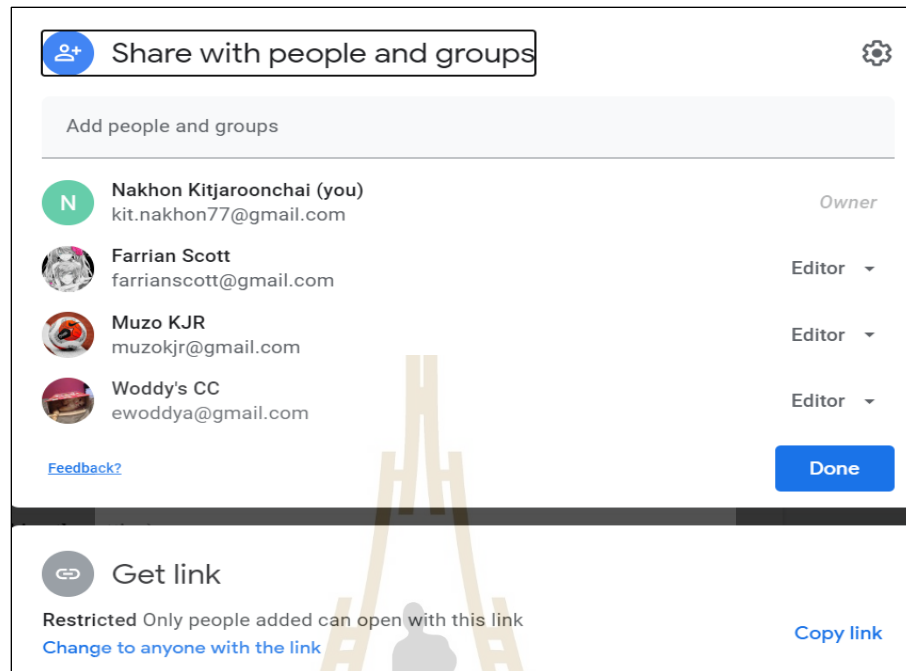 Share with people and groups
Add people and groups
N
Nakhon Kitjaroonchai (you)
kit.nakhon77@gmail.com
Owner
Farrian Scott
farrianscott@gmail.com
Editor
Muzo KJR
muzokjr@gmail.com
Editor
Woddy's CC
ewoddya@gmail.com
Editor
Feedback?
Done
Get link
Restricted Only people added can open with this link
Change to anyone with the link
Copy link